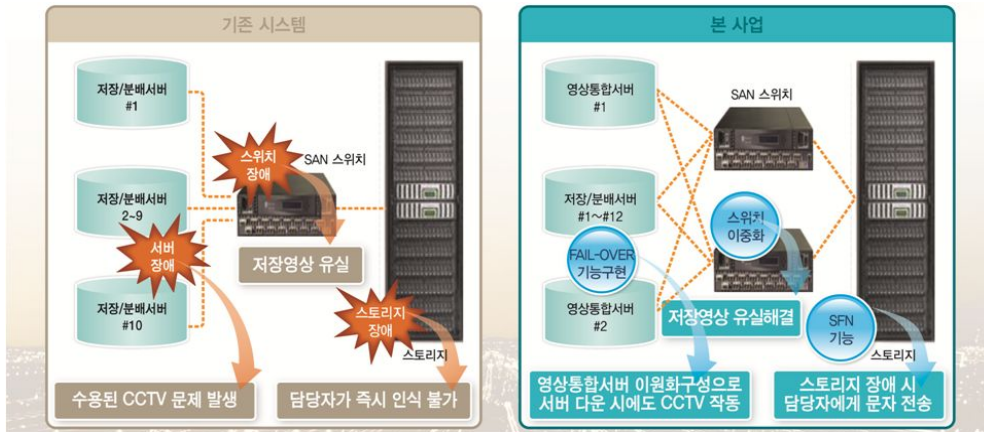 기존 시스템
저장/분배서버
#1
스위치
장애
SAN 스위치
저장/분배서버
2~9
서버
장애
저장영상 유실
저장/분배서버
#10
스토리지
장애
스토리지
수용된 CCTV 문제 발생
담당자가 즉시 인식 불가
본 사업
영상통합서버
#1
SAN 스위치
저장/분배서버
#1~#12
스위치
이중화
FAIL-OVER
기능구현
영상통합서버
#2
저장영상 유실해결
SFN
기능
스토리지
영상통합서버 이원화구성으로
서버 다운 시에도 CCTV 작동
스토리지 장애 시
담당자에게 문자 전송